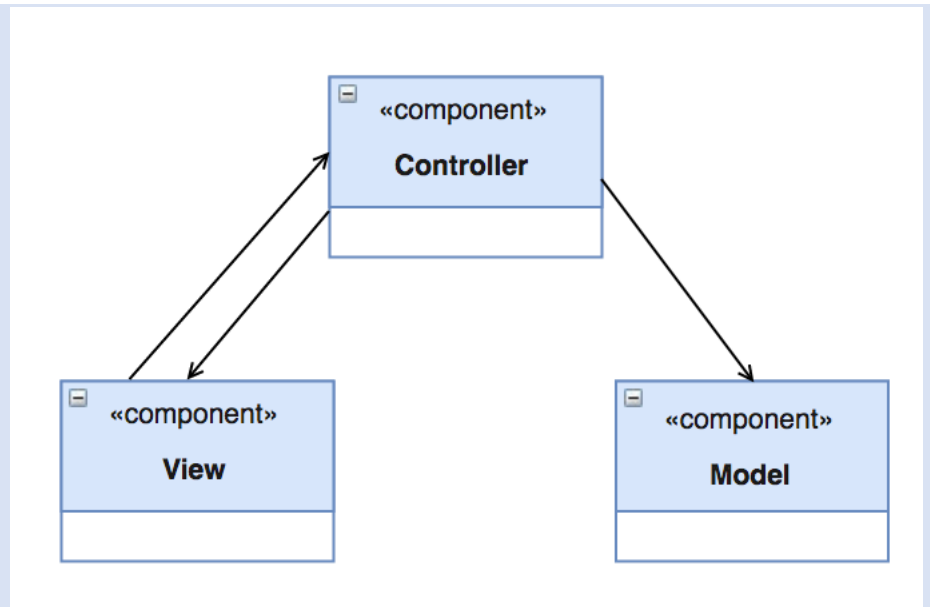 «component»
Controller
«component»
View
«component»
Model